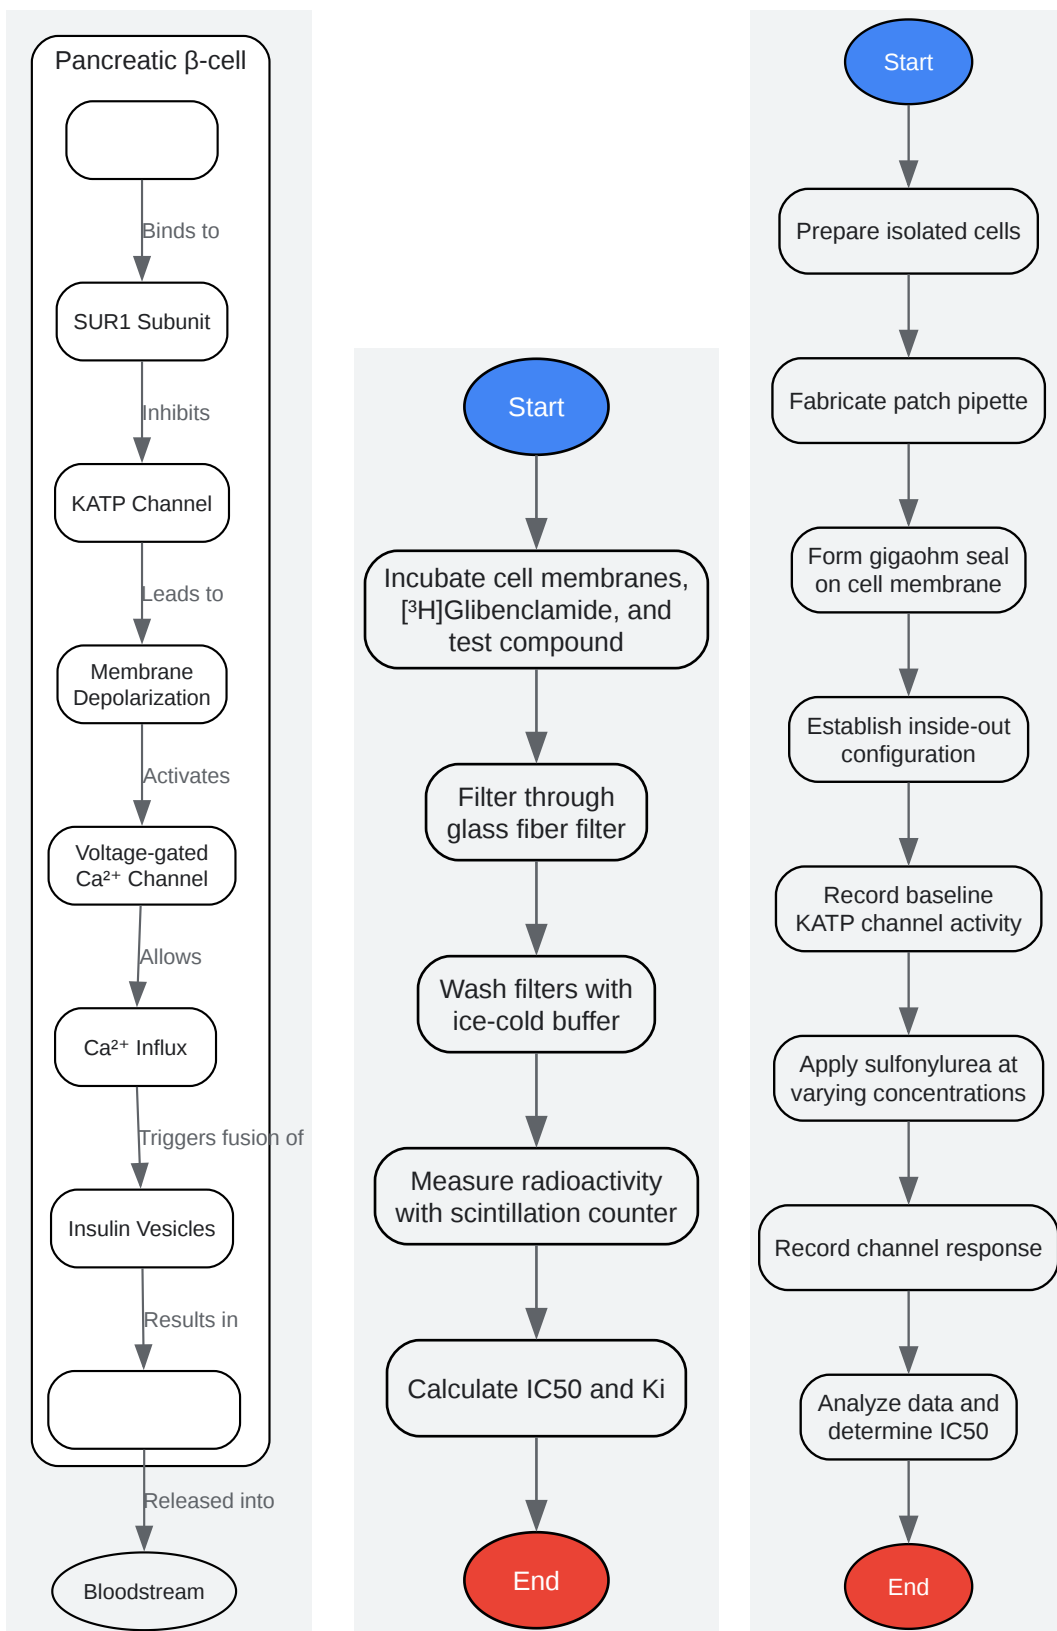 Pancreatic β-cell
Binds to
SUR1 Subunit
Inhibits
KATP Channel
Leads to
Membrane
Depolarization
Activates
Voltage-gated
Ca²⁺ Channel
Allows
Ca²⁺ Influx
Triggers fusion of
Insulin Vesicles
Results in
Released into
Bloodstream
Start
Incubate cell membranes,
[³H]Glibenclamide, and
test compound
Filter through
glass fiber filter
Wash filters with
ice-cold buffer
Measure radioactivity
with scintillation counter
Calculate IC50 and Ki
End
Start
Prepare isolated cells
Fabricate patch pipette
Form gigaohm seal
on cell membrane
Establish inside-out
configuration
Record baseline
KATP channel activity
Apply sulfonylurea at
varying concentrations
Record channel response
Analyze data and
determine IC50
End